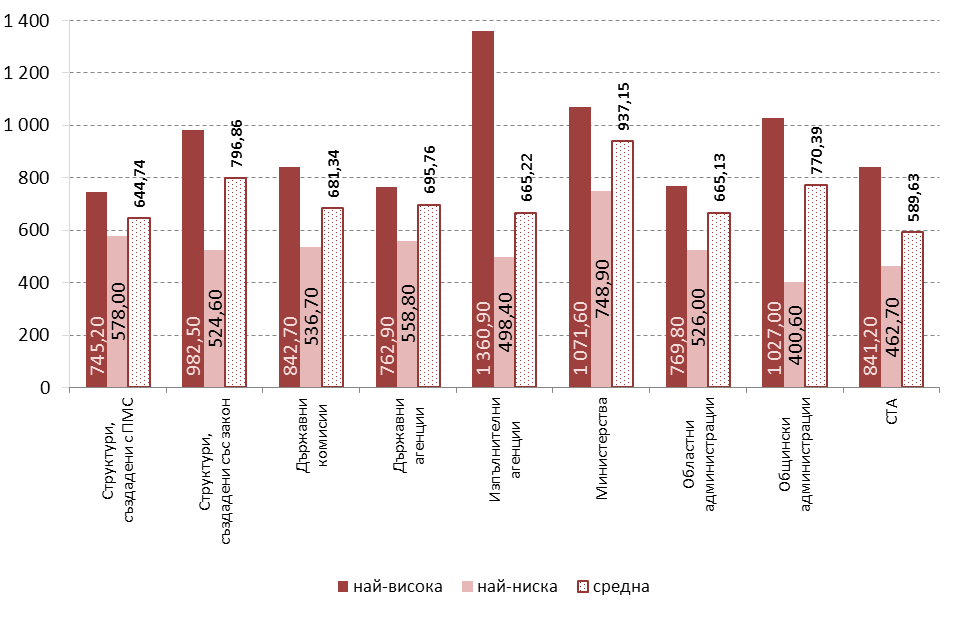 1 400
1 200
1 000
800
600
400
200
0
745,20
578,00
644,74
982,50
524,60
796,86
842,70
536,70
681,34
762,90
558,80
695,76
1 360,90
498,40
665,22
1 071,60
748,90
937,15
769,80
526,00
665,13
1 027,00
400,60
770,39
841,20
462,70
589,63
Структури,
създадени с ПМС
Структури,
създадени със закон
Държавни
комисии
Държавни
агенции
Изпълнителни
агенции
Министерства
Областни
администрации
Общински
администрации
СТА
най-висока
най-ниска
средна